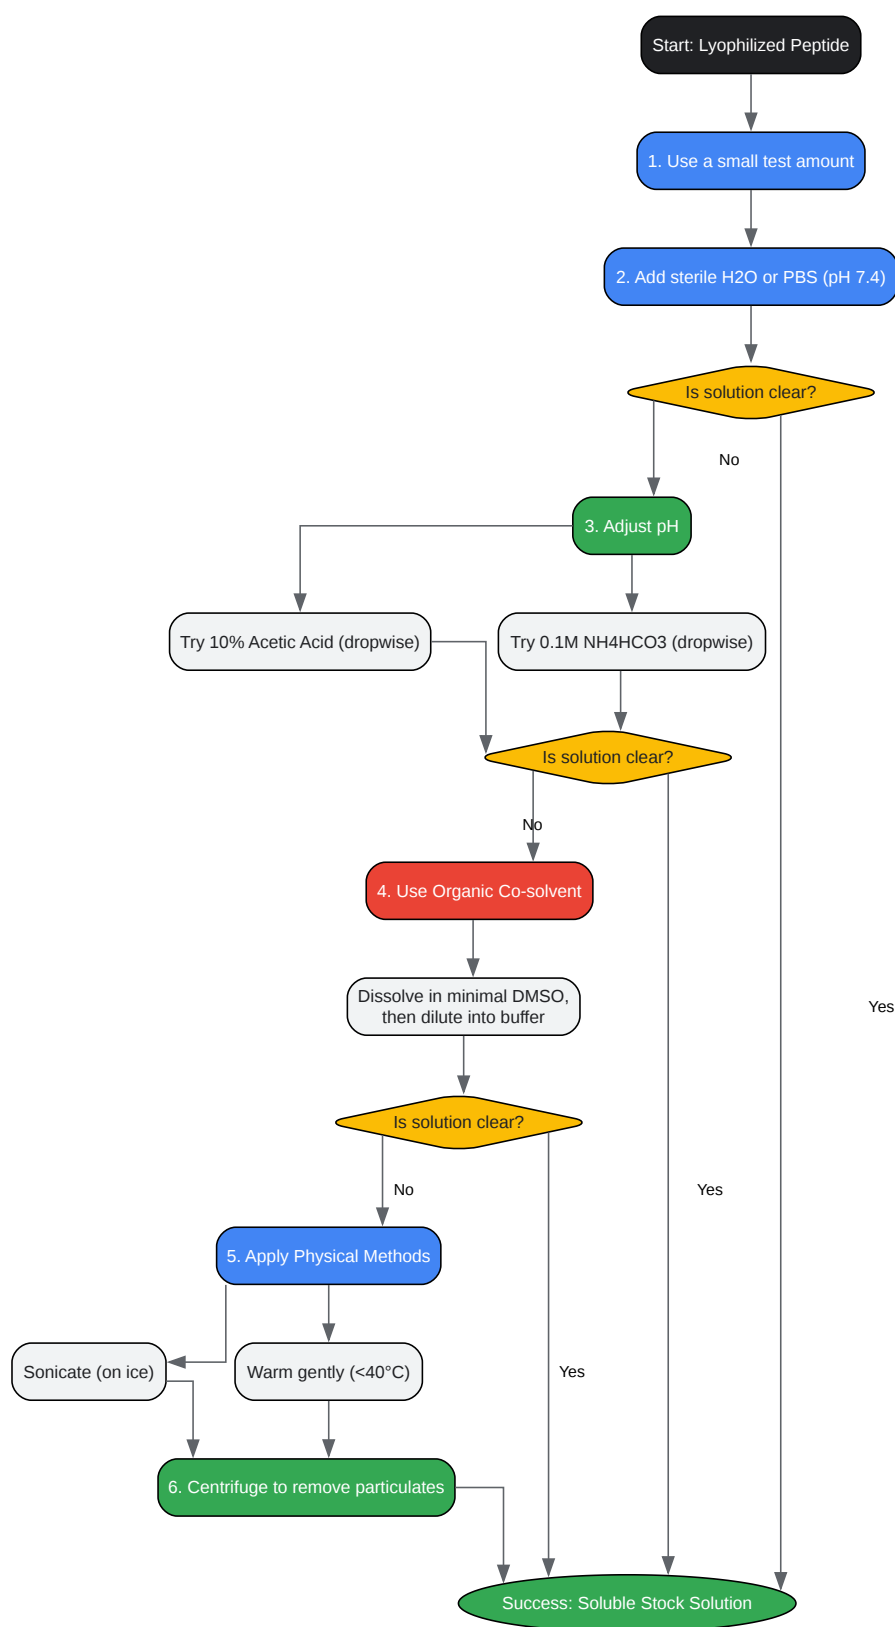 Start: Lyophilized Peptide
1. Use a small test amount
2. Add sterile H2O or PBS (pH 7.4)
Is solution clear?
No
3. Adjust pH
Try 10% Acetic Acid (dropwise)
Try 0.1M NH4HCO3 (dropwise)
Is solution clear?
No
4. Use Organic Co-solvent
Dissolve in minimal DMSO,
then dilute into buffer
Yes
Is solution clear?
No
Yes
5. Apply Physical Methods
Sonicate (on ice)
Warm gently (<40°C)
Yes
6. Centrifuge to remove particulates
Success: Soluble Stock Solution